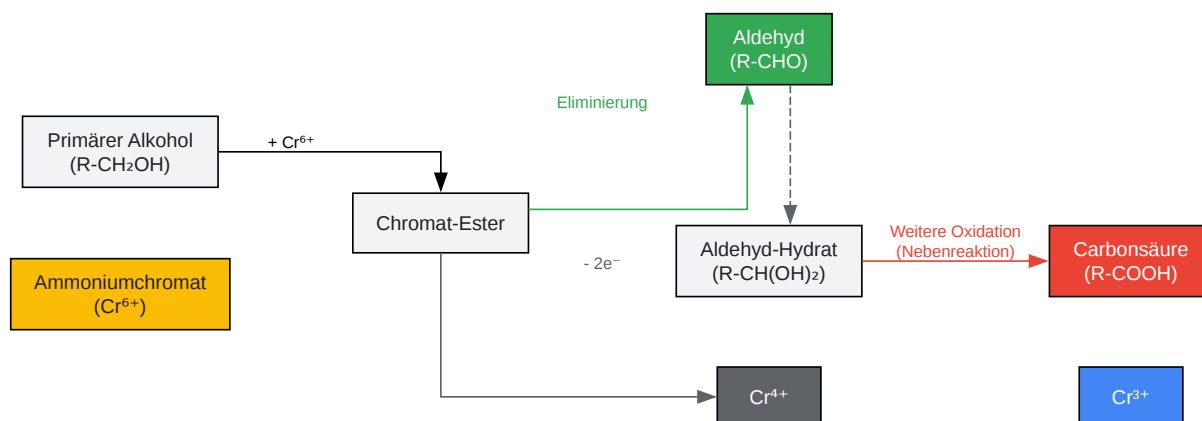 Aldehyd
(R-CHO)
Eliminierung
Primärer Alkohol
(R-CH₂OH)
+ Cr⁶⁺
Chromat-Ester
Aldehyd-Hydrat
(R-CH(OH)₂)
Weitere Oxidation
(Nebenreaktion)
Carbonsäure
(R-COOH)
Ammoniumchromat
(Cr⁶⁺)
- 2e⁻
Cr⁴⁺
Cr³⁺